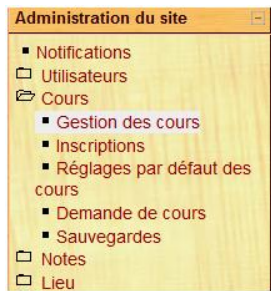 Administration du site
Notifications
Utilisateurs
Cours
Gestion des cours
Inscriptions
Réglages par défaut des
cours
Demande de cours
Sauvegardes
Notes
Lieu